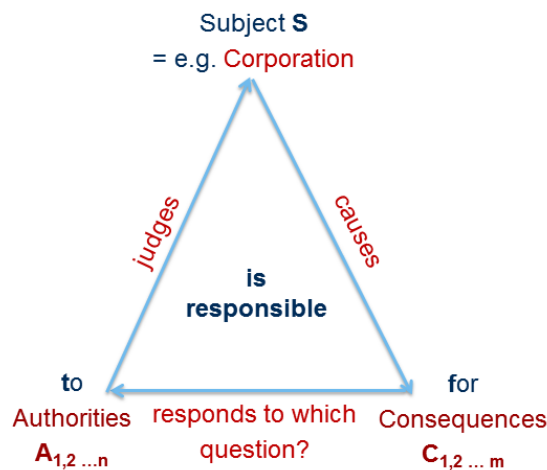 Subject S
= e.g. Corporation
judges
causes
is
responsible
to
for
Authorities
responds to which
Consequences
A1,2 ...n
question?
C1,2 ... m